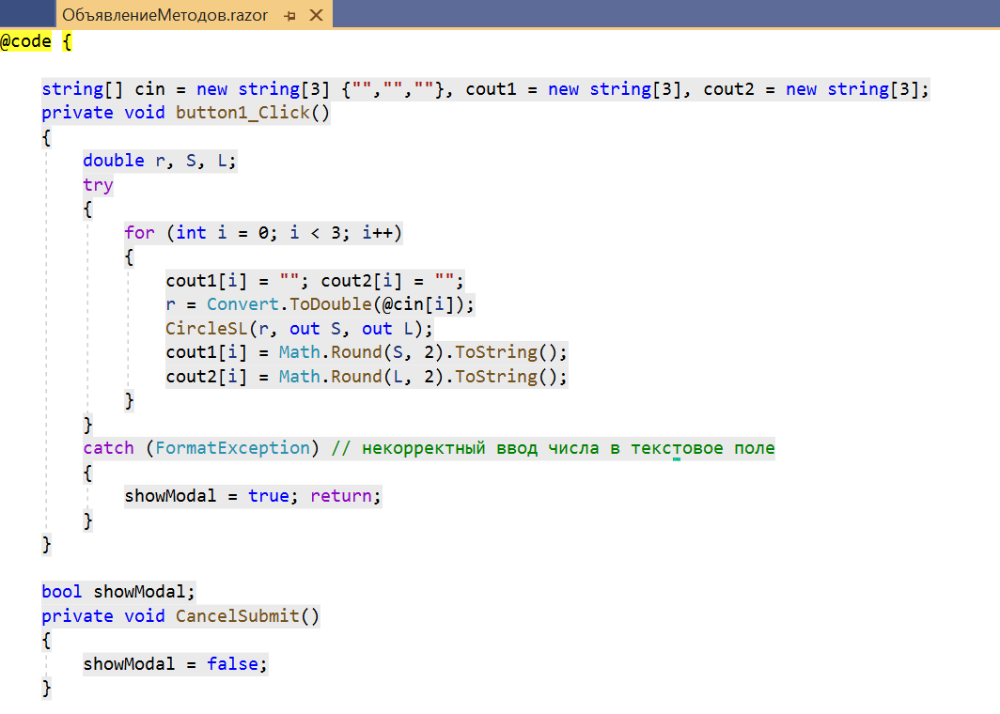 ОбъявлениеМетодов.razor
@code {
string[] cin = new string[3] {"","",""}, cout1 = new string[3], cout2 = new string[3];
private void button1_Click()
{
double r, S, L;
try
{
for (int i = 0; i < 3; i++)
{
cout1[i] = ""; cout2[i] = "";
r = Convert.ToDouble(@cin[i]);
CircleSL(r, out S, out L);
cout1[i] = Math.Round(S, 2).ToString();
cout2[i] = Math.Round(L, 2).ToString();
}
}
catch (FormatException) // некорректный ввод числа в текстовое поле
{
showModal = true; return;
}
}
bool showModal;
private void CancelSubmit()
{
showModal = false;
}